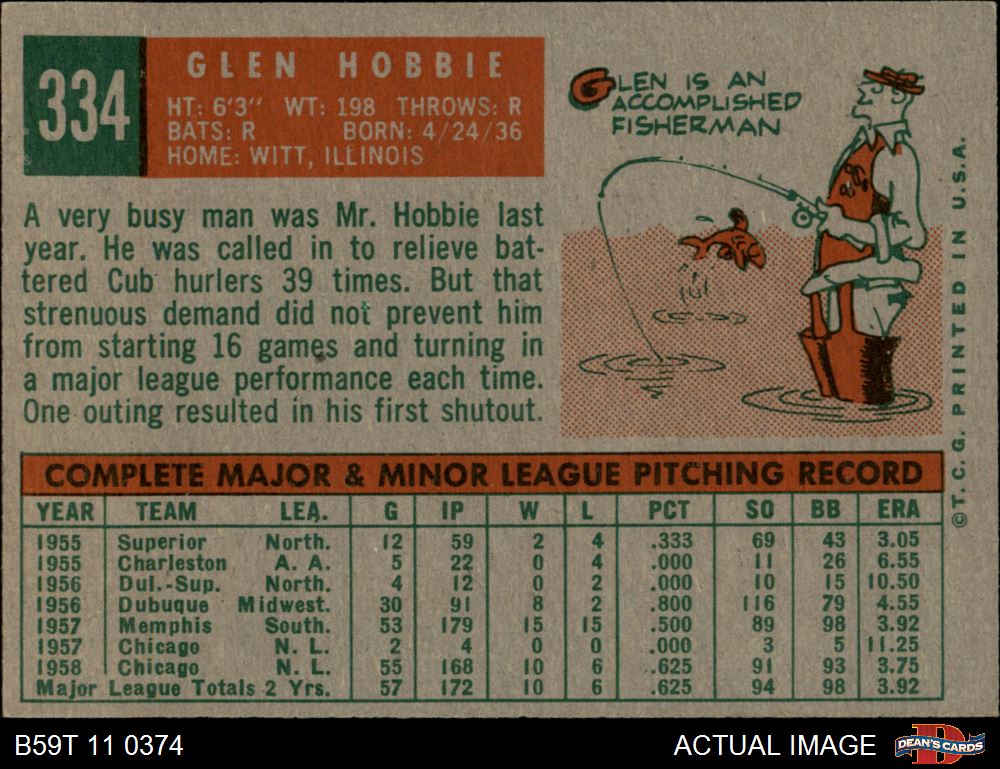 334
GLEN HOBBIE
HT: 6'3" WT: 198 THROWS: R
BATS: R BORN: 4/24/36
HOME: WITT, ILLINOIS
GLEN IS AN
ACCOMPLISHED
FISHERMAN
A very busy man was Mr. Hobbie last
year. He was called in to relieve bat-
tered Cub hurlers 39 times. But that
strenuous demand did not prevent him
from starting 16 games and turning in
a major league performance each time.
One outing resulted in his first shutout.
©T. C. G. PRINTED IN U.S.A.
COMPLETE MAJOR & MINOR LEAGUE PITCHING RECORD
YEAR TEAM LEA. G IP W L PCT SO BB ERA
1955 Superior North. 12 59 2 4 .333 69 43 3.05
1955 Charleston A. A. 5 22 0 4 .000 11 26 6.55
1956 Dul.-Sup. North. 4 12 0 2 .000 10 15 10.50
1956 Dubuque Midwest. 30 91 8 2 .800 116 79 4.55
1957 Memphis South. 53 179 15 15 .500 89 98 3.92
1957 Chicago N. L. 2 4 0 0 .000 3 5 11.25
1958 Chicago N. L. 55 168 10 6 .625 91 93 3.75
Major League Totals 2 Yrs. 57 172 10 6 .625 94 98 3.92
B59T 11 0374
ACTUAL IMAGE
D
DEAN'S CARDS